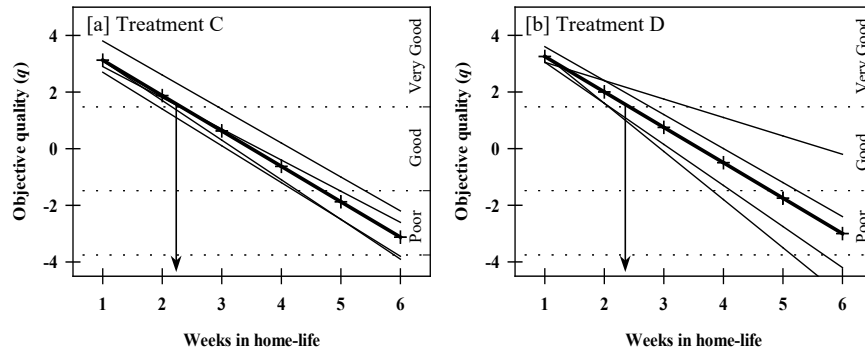 [a] Treatment C
Objective quality (q)
4
2
0
-2
-4
Very Good
Good
Poor
1 2 3 4 5 6
Weeks in home-life
[b] Treatment D
Objective quality (q)
4
2
0
-2
-4
Very Good
Good
Poor
1 2 3 4 5 6
Weeks in home-life